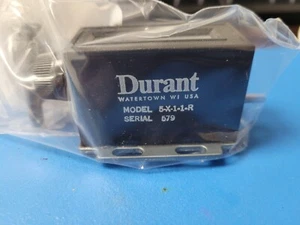 Durant
WATERTOWN WI USA
MODEL 5-X-1-1-R
SERIAL 579